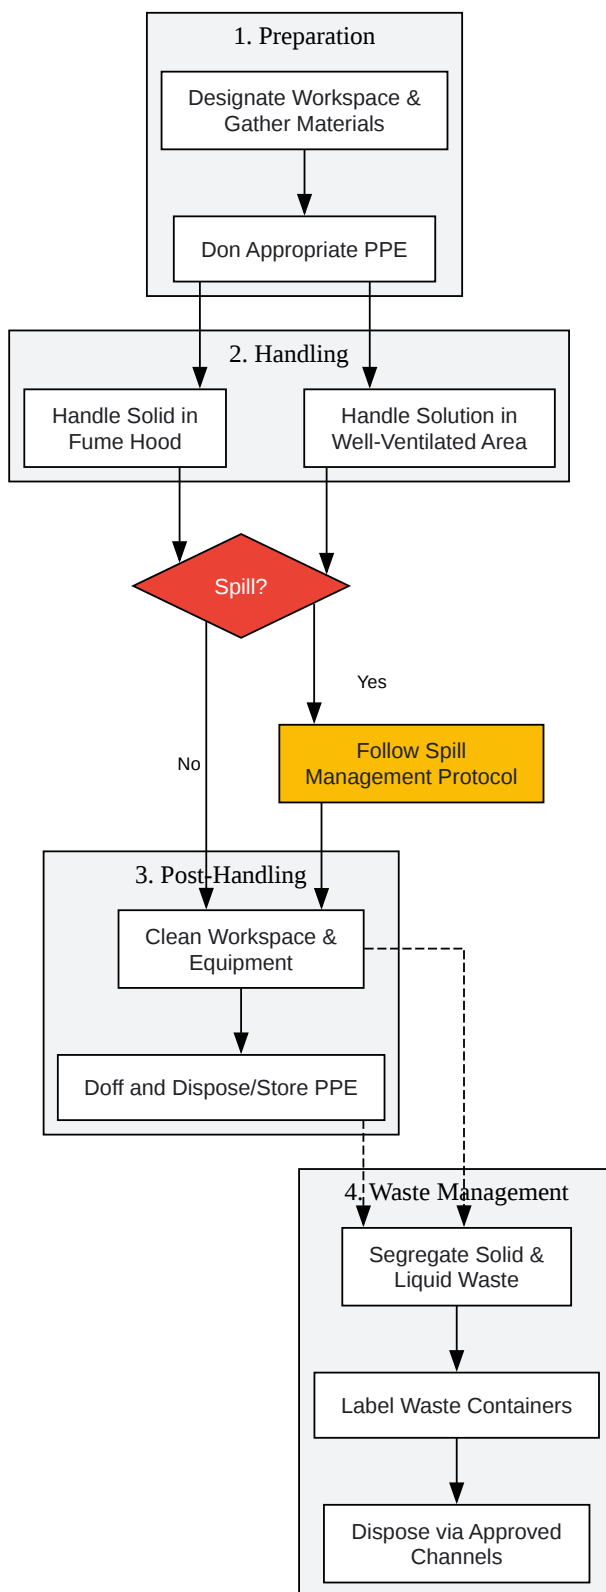 1. Preparation
Designate Workspace &
Gather Materials
Don Appropriate PPE
2. Handling
Handle Solid in
Fume Hood
Handle Solution in
Well-Ventilated Area
Spill?
Yes
Follow Spill
Management Protocol
No
3. Post-Handling
Clean Workspace &
Equipment
Doff and Dispose/Store PPE
4. Waste Management
Segregate Solid &
Liquid Waste
Label Waste Containers
Dispose via Approved
Channels